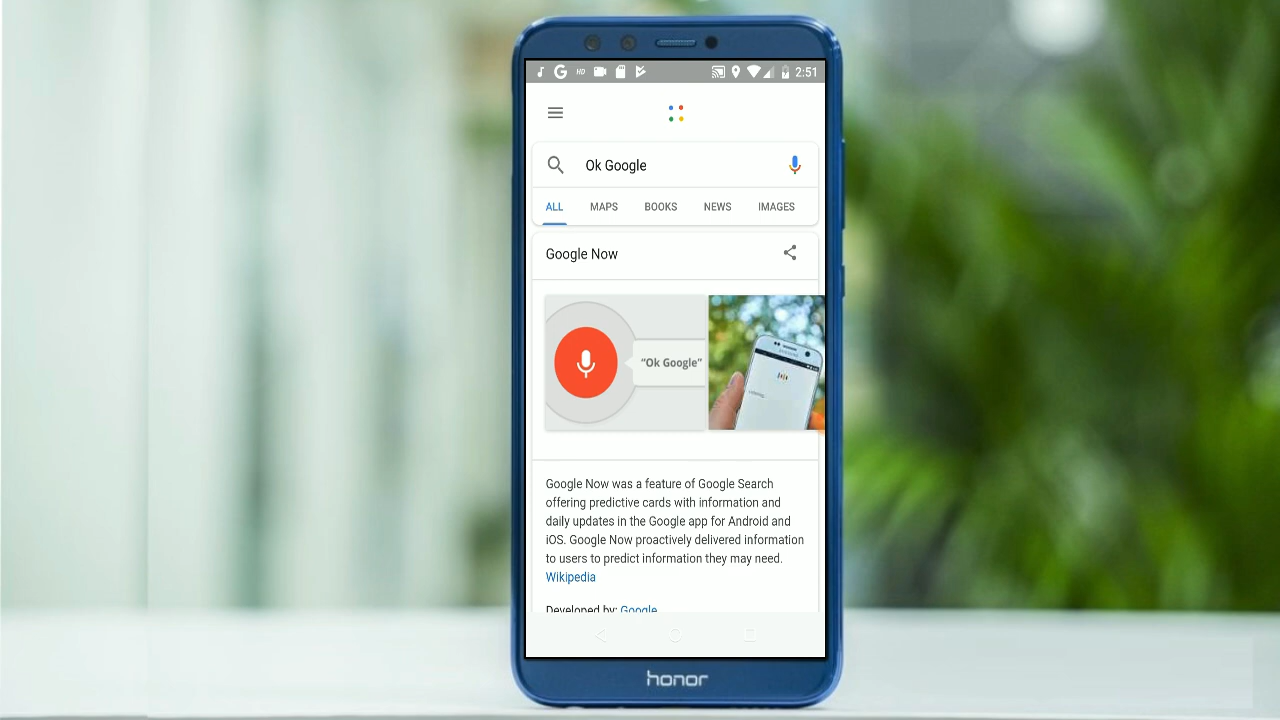 HD 2:51
Ok Google
ALL MAPS BOOKS NEWS IMAGES
Google Now
"Ok Google"
Google Now was a feature of Google Search
offering predictive cards with information and
daily updates in the Google app for Android and
iOS. Google Now proactively delivered information
to users to predict information they may need.
Wikipedia
Developed by: Google
honor